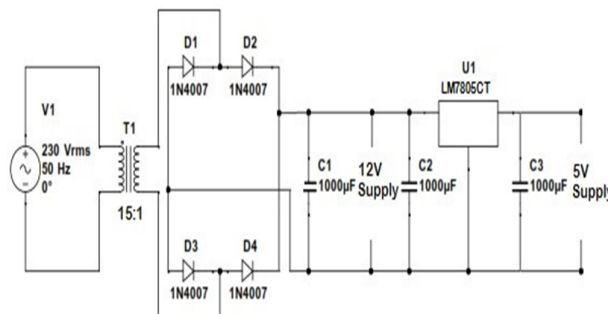 V1
230 Vrms
50 Hz
0°
T1
15:1
D1
1N4007
D2
1N4007
D3
1N4007
D4
1N4007
C1
1000µF
12V
Supply
C2
1000µF
U1
LM7805CT
C3
1000µF
5V
Supply